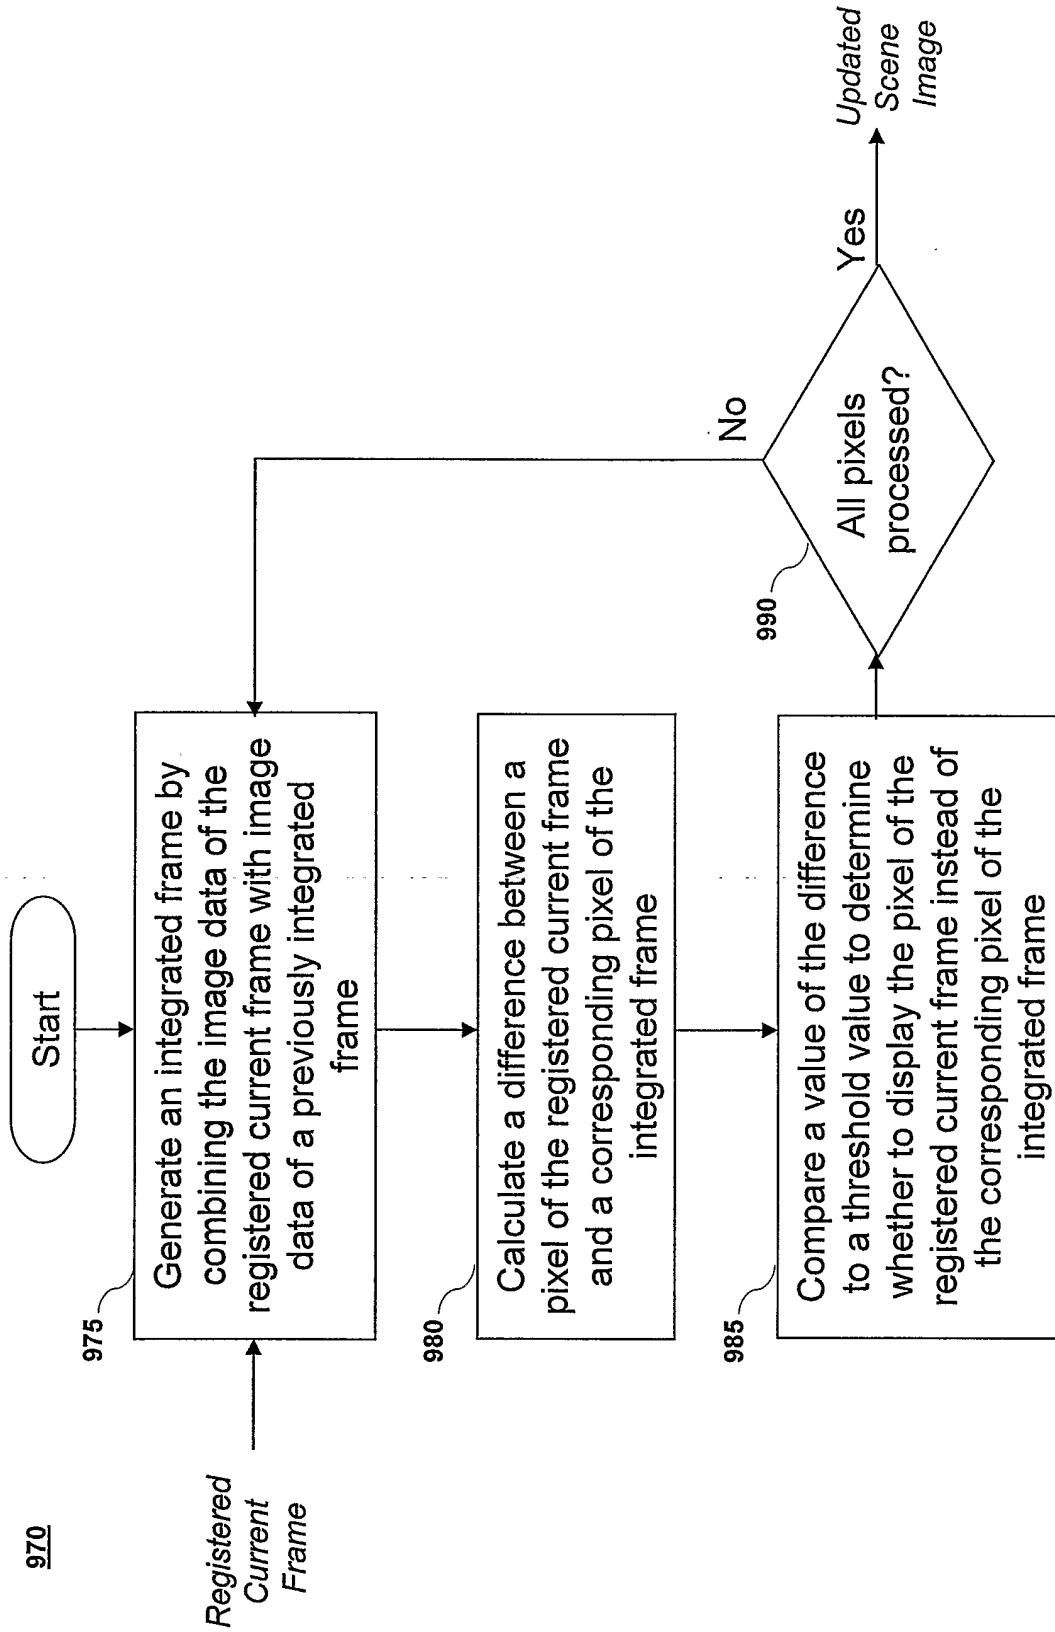 970
Start
Registered
Current
Frame
975
Generate an integrated frame by
combining the image data of the
registered current frame with image
data of a previously integrated
frame
980
Calculate a difference between a
pixel of the registered current frame
and a corresponding pixel of the
integrated frame
985
Compare a value of the difference
to a threshold value to determine
whether to display the pixel of the
registered current frame instead of
the corresponding pixel of the
integrated frame
990
All pixels
processed?
No
Yes
Updated
Scene
Image